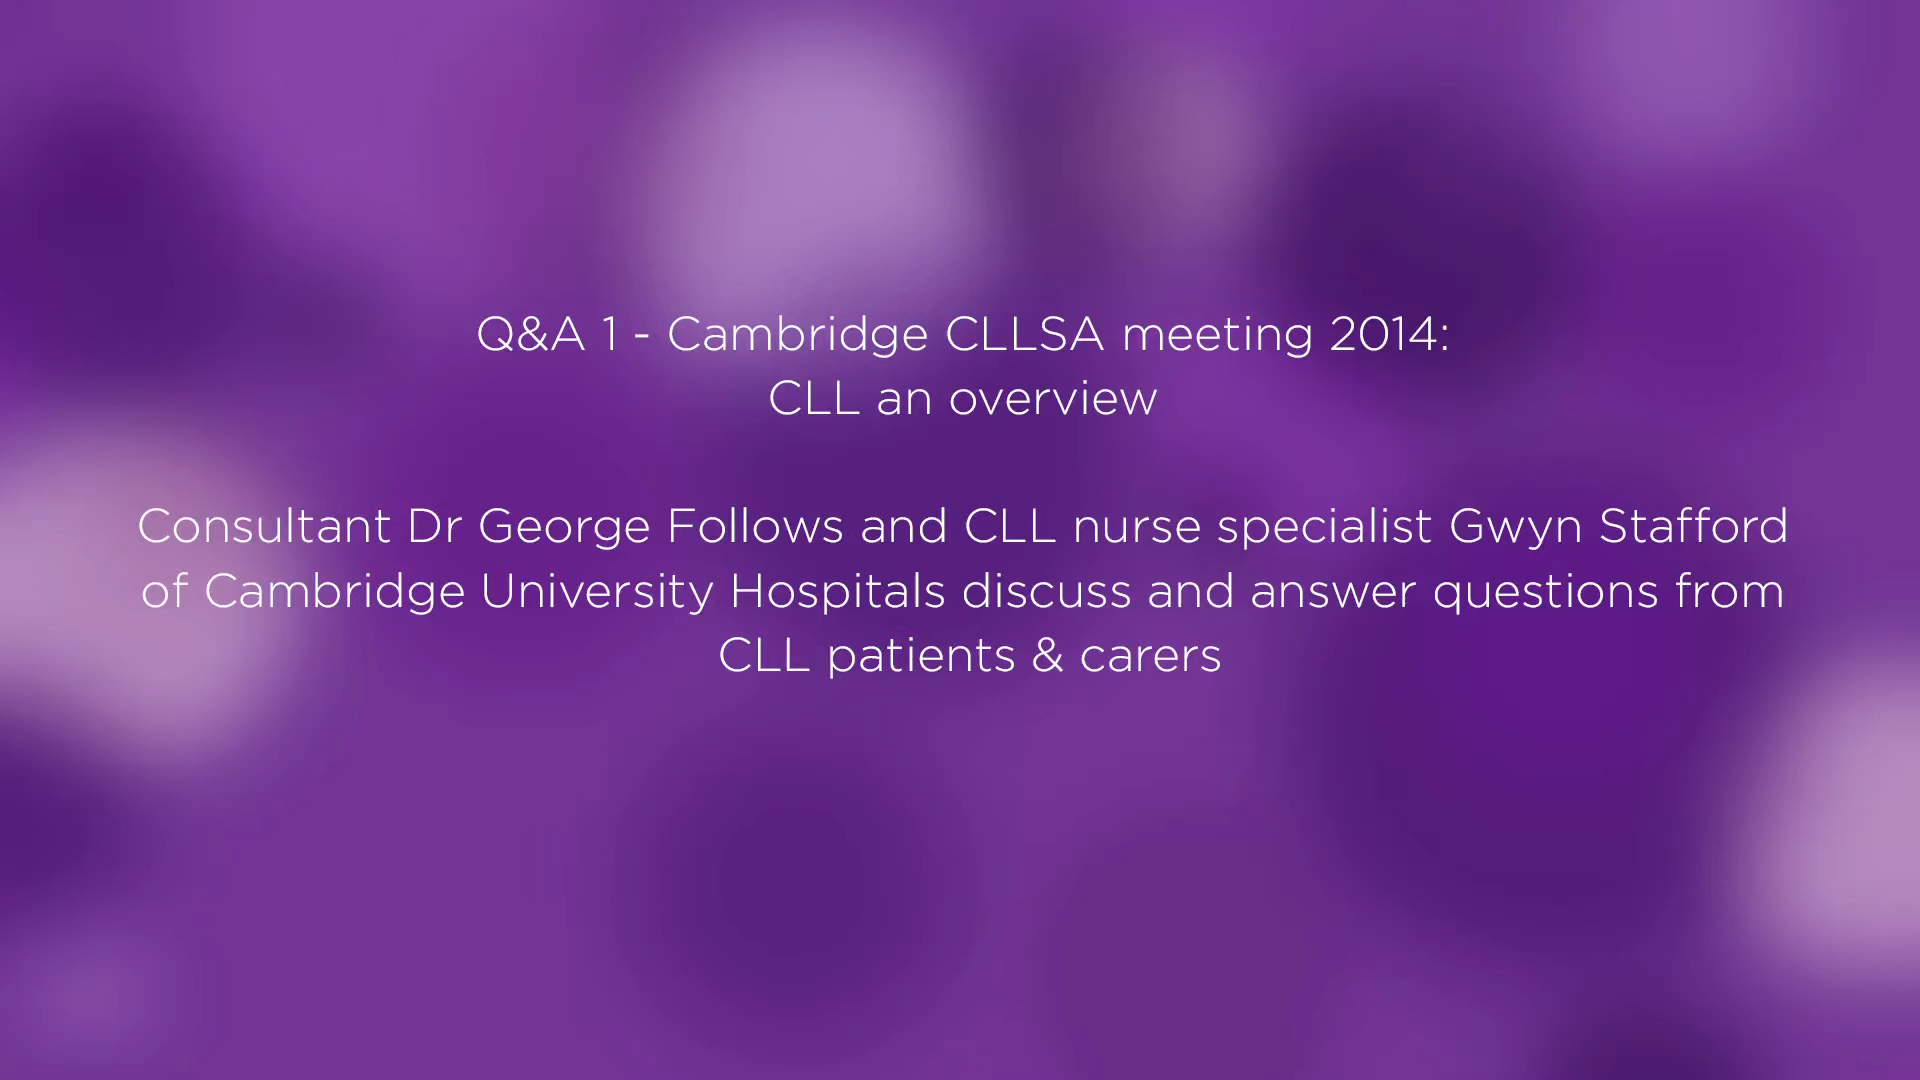 Q&A 1 - Cambridge CLLSA meeting 2014:
CLL an overview
Consultant Dr George Follows and CLL nurse specialist Gwyn Stafford
of Cambridge University Hospitals discuss and answer questions from
CLL patients & carers